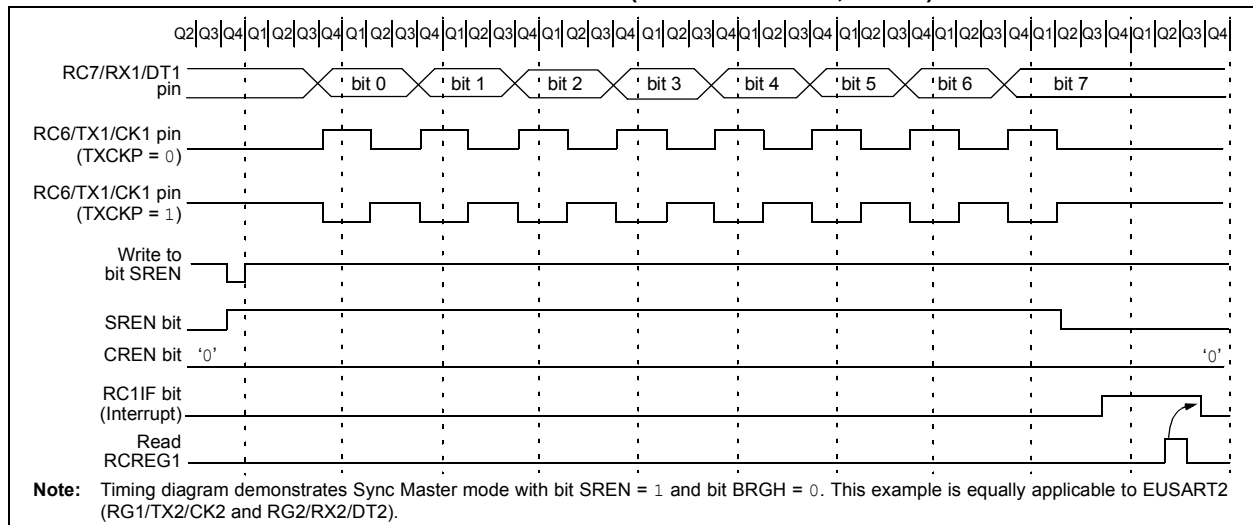 Q2 Q3 Q4 Q1 Q2 Q3 Q4 Q1 Q2 Q3 Q4 Q1 Q2 Q3 Q4 Q1 Q2 Q3 Q4 Q1 Q2 Q3 Q4 Q1 Q2 Q3 Q4 Q1 Q2 Q3 Q4 Q1 Q2 Q3 Q4 Q1 Q2 Q3 Q4 Q1 Q2 Q3 Q4
RC7/RX1/DT1
pin
bit 0 bit 1 bit 2 bit 3 bit 4 bit 5 bit 6 bit 7
RC6/TX1/CK1 pin
(TXCKP = 0)
RC6/TX1/CK1 pin
(TXCKP = 1)
Write to
bit SREN
SREN bit
CREN bit ‘0’ ‘0’
RC1IF bit
(Interrupt)
Read
RCREG1
Note: Timing diagram demonstrates Sync Master mode with bit SREN = 1 and bit BRGH = 0. This example is equally applicable to EUSART2
(RG1/TX2/CK2 and RG2/RX2/DT2).